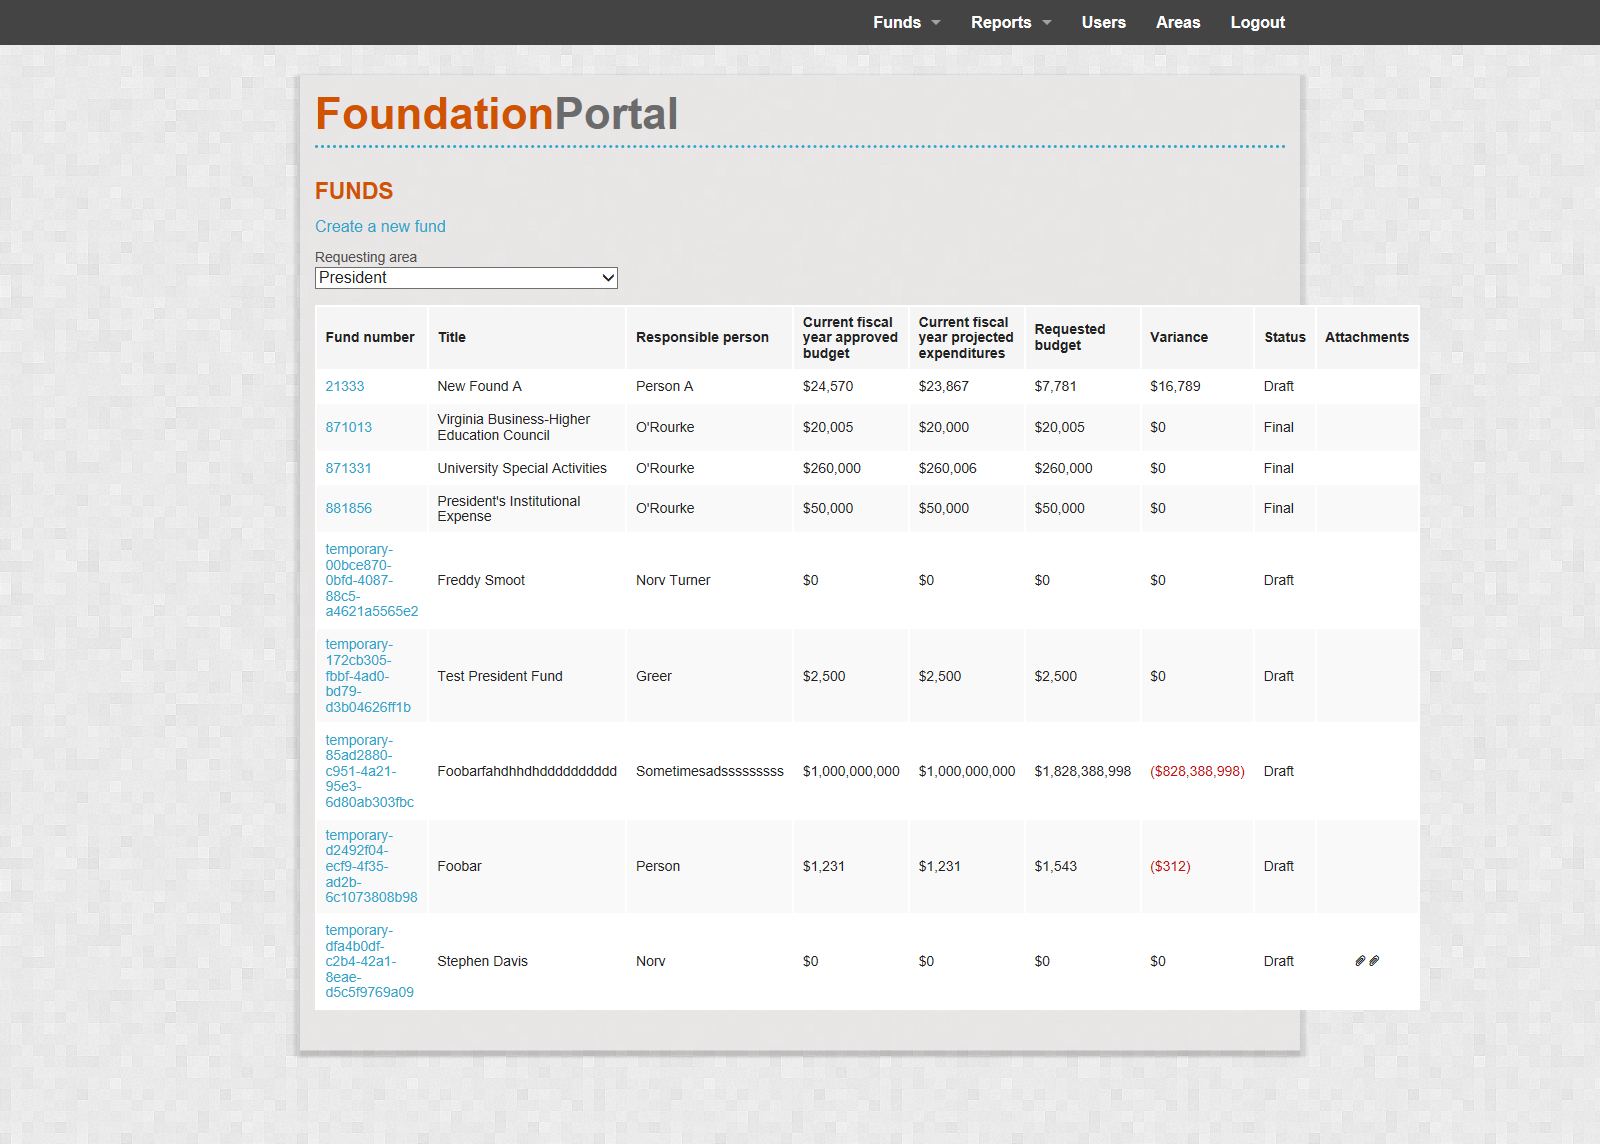 Funds Reports Users Areas Logout
FoundationPortal
FUNDS
Create a new fund
Requesting area
President
Fund number Title Responsible person Current fiscal year approved budget Current fiscal year projected expenditures Requested budget Variance Status Attachments
21333 New Found A Person A $24,570 $23,867 $7,781 $16,789 Draft
871013 Virginia Business-Higher Education Council O'Rourke $20,005 $20,000 $20,005 $0 Final
871331 University Special Activities O'Rourke $260,000 $260,006 $260,000 $0 Final
881856 President's Institutional Expense O'Rourke $50,000 $50,000 $50,000 $0 Final
temporary-00bce870-0bfd-4087-88c5-a4621a5565e2 Freddy Smoot Norv Turner $0 $0 $0 $0 Draft
temporary-172cb305-fbbf-4ad0-bd79-d3b04626ff1b Test President Fund Greer $2,500 $2,500 $2,500 $0 Draft
temporary-85ad2880-c951-4a21-95e3-6d80ab303fbc Foobarfahdhhdhdddddddddd Sometimesadsssssssss $1,000,000,000 $1,000,000,000 $1,828,388,998 ($828,388,998) Draft
temporary-d2492f04-ecf9-4f35-ad2b-6c1073808b98 Foobar Person $1,231 $1,231 $1,543 ($312) Draft
temporary-dfa4b0df-c2b4-42a1-8eae-d5c5f9769a09 Stephen Davis Norv $0 $0 $0 $0 Draft